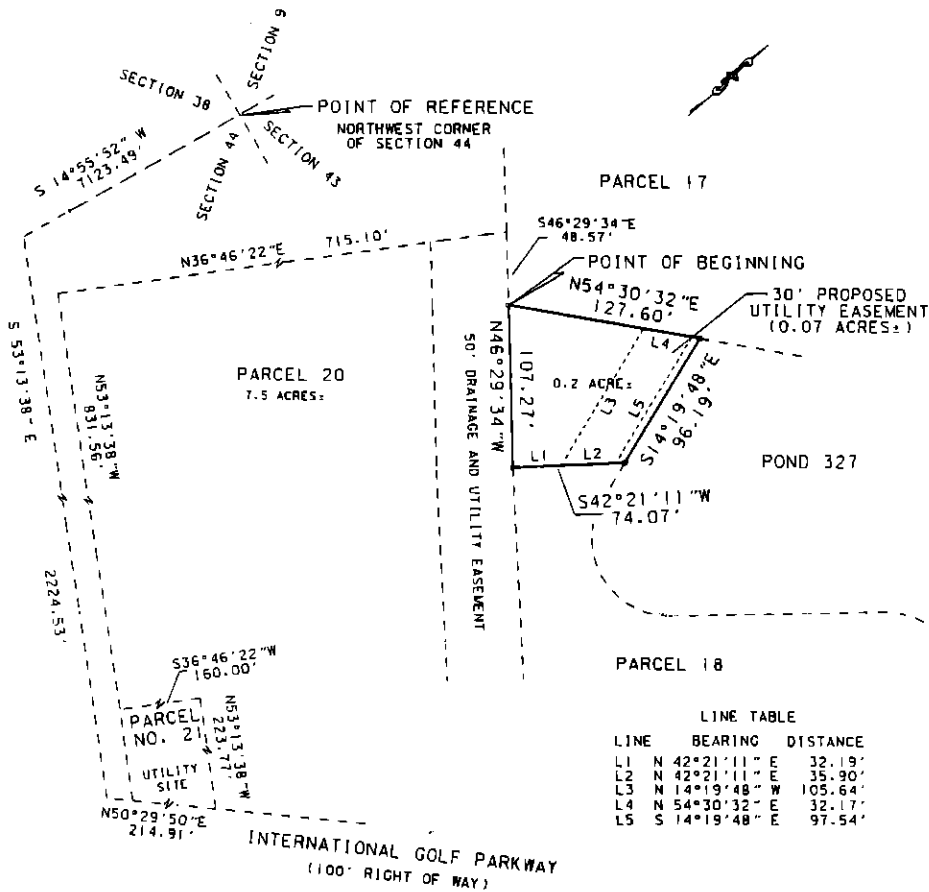 SECTION 9
SECTION 38
SECTION 44
SECTION 43
POINT OF REFERENCE
NORTHWEST CORNER
OF SECTION 44
S 14°55'52" W
7123.49'
PARCEL 17
S46°29'34"E
48.57'
N36°46'22"E 715.10'
POINT OF BEGINNING
N54°30'32"E
127.60'
30' PROPOSED
UTILITY EASEMENT
(0.07 ACRES±)
L4
S 53°13'38" E
2224.53'
N53°13'38"W
831.56'
PARCEL 20
7.5 ACRES±
50' DRAINAGE AND UTILITY EASEMENT
N46°29'34"W
107.27'
0.2 ACRE±
L3
L5
S14°19'48"E
96.19'
L1 L2
S42°21'11"W
74.07'
POND 327
S36°46'22"W
160.00'
PARCEL
NO. 21
UTILITY
SITE
N53°13'38"W
223.77'
N50°29'50"E
214.91'
INTERNATIONAL GOLF PARKWAY
(100' RIGHT OF WAY)
PARCEL 18
LINE TABLE
LINE BEARING DISTANCE
L1 N 42°21'11" E 32.19'
L2 N 42°21'11" E 35.90'
L3 N 14°19'48" W 105.64'
L4 N 54°30'32" E 32.17'
L5 S 14°19'48" E 97.54'